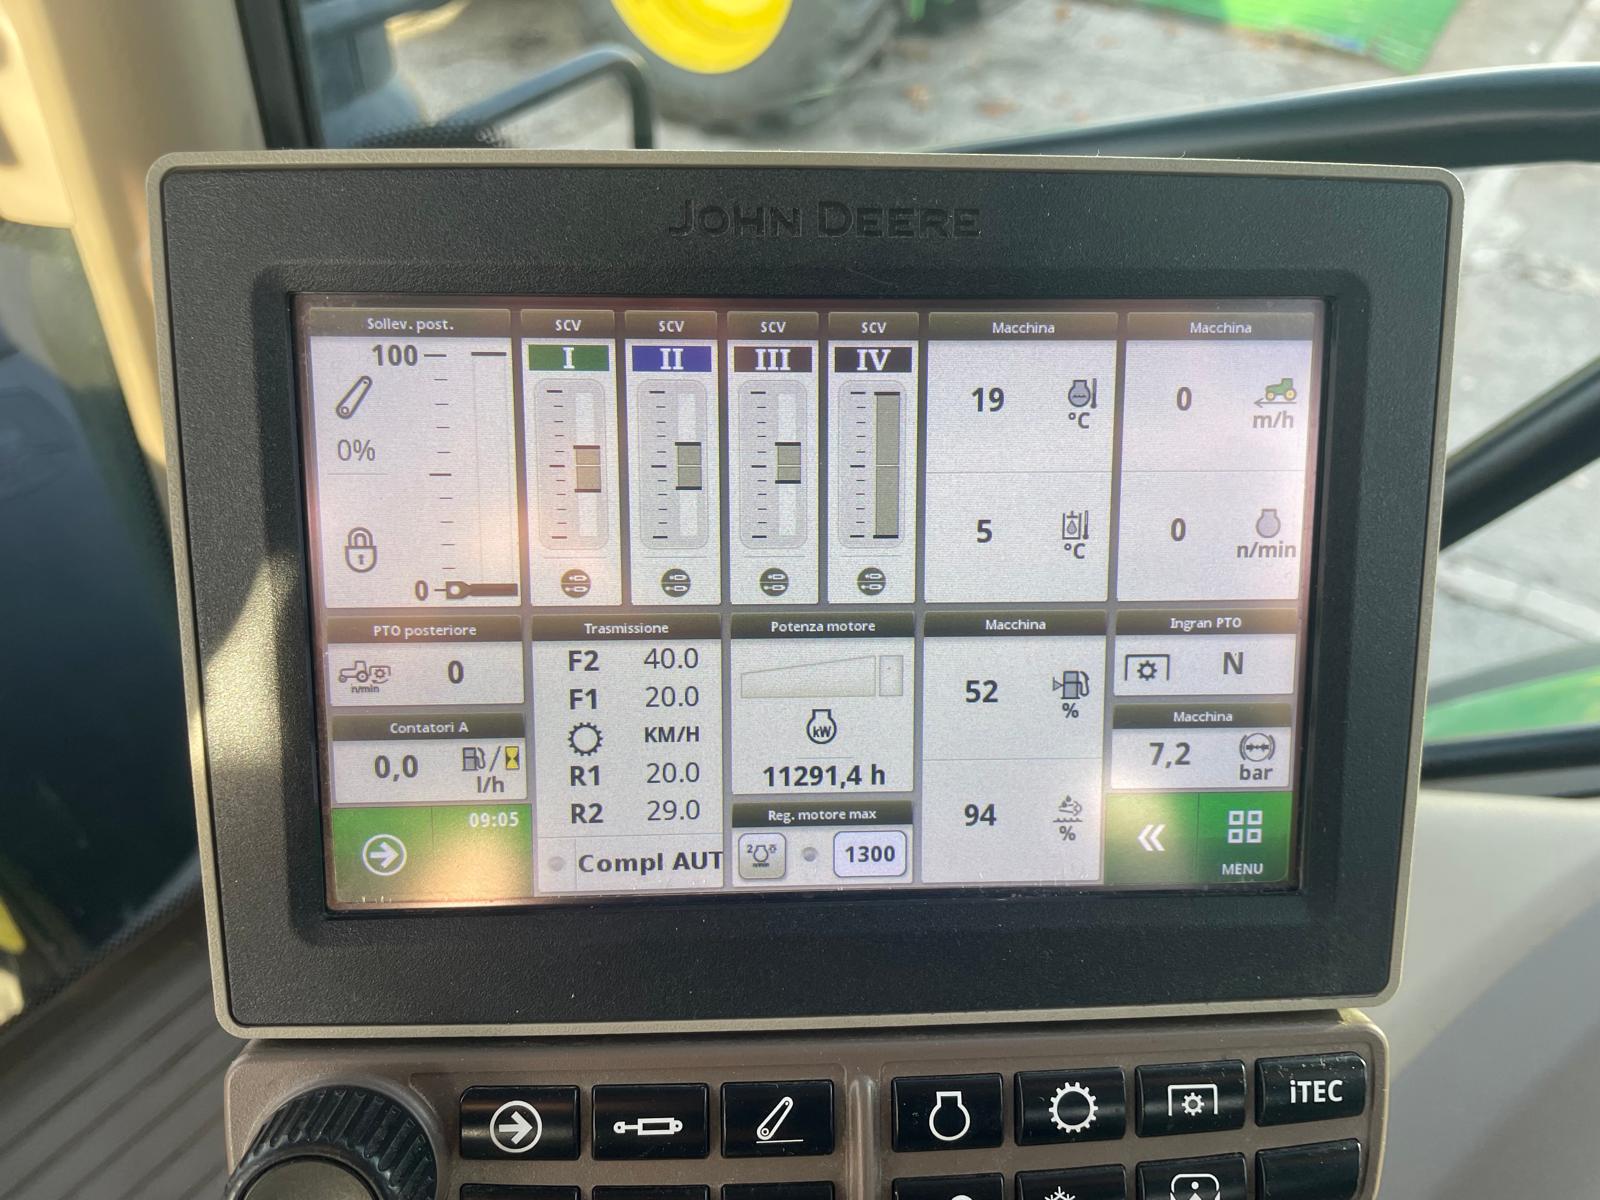 JOHN DEERE
Sollev. post.
100
0%
0
SCV
I
SCV
II
SCV
III
SCV
IV
Macchina
19
°C
5
°C
Macchina
0
m/h
0
n/min
PTO posteriore
n/min
0
Contatori A
0,0
l/h
09:05
Trasmissione
F2 40.0
F1 20.0
KM/H
R1 20.0
R2 29.0
Compl AUT
Potenza motore
kW
11291,4 h
Reg. motore max
2
n/min
1300
Macchina
52
%
94
%
Ingran PTO
N
Macchina
7,2
bar
MENU
iTEC